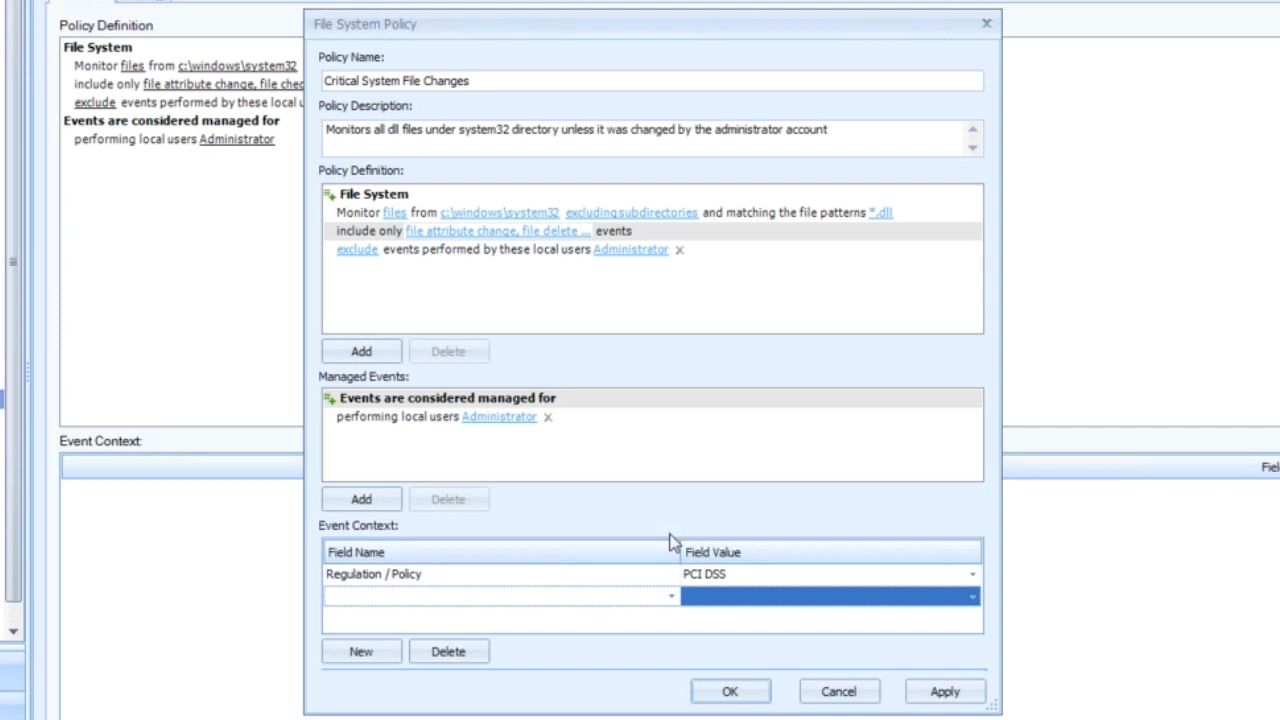 Policy Definition
File System
Monitor files from c:\windows\system32
include only file attribute change, file
exclude events performed by these local
Events are considered managed for
performing local users Administrator
Event Context:
File System Policy
Policy Name:
Critical System File Changes
Policy Description:
Monitors all dll files under system32 directory unless it was changed by the administrator account
Policy Definition:
File System
Monitor files from c:\windows\system32 excluding subdirectories and matching the file patterns *.dll
include only file attribute change, file delete ... events
exclude events performed by these local users Administrator
Add Delete
Managed Events:
Events are considered managed for
performing local users Administrator
Add Delete
Event Context:
Field Name Field Value
Regulation / Policy PCI DSS
New Delete
OK Cancel Apply